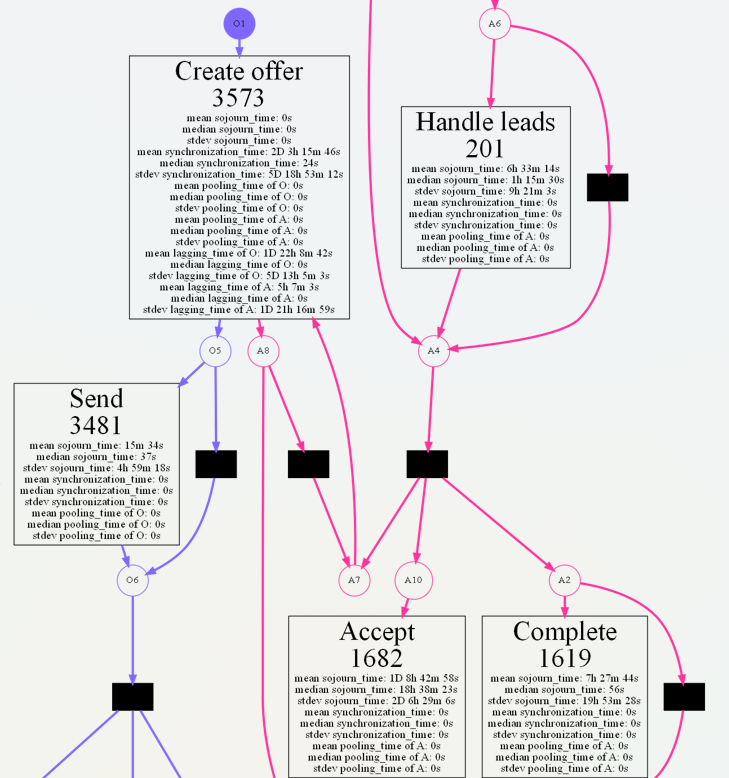 O1
A6
Create offer
3573
mean sojourn_time: 0s
median sojourn_time: 0s
stdev sojourn_time: 0s
mean synchronization_time: 2D 3h 15m 46s
median synchronization_time: 24s
stdev synchronization_time: 5D 18h 53m 12s
mean pooling_time of O: 0s
median pooling_time of O: 0s
stdev pooling_time of O: 0s
mean pooling_time of A: 0s
median pooling_time of A: 0s
stdev pooling_time of A: 0s
mean lagging_time of O: 1D 22h 8m 42s
median lagging_time of O: 0s
stdev lagging_time of O: 5D 13h 5m 3s
mean lagging_time of A: 5h 7m 3s
median lagging_time of A: 0s
stdev lagging_time of A: 1D 21h 16m 59s
Handle leads
201
mean sojourn_time: 6h 33m 14s
median sojourn_time: 1h 15m 30s
stdev sojourn_time: 9h 21m 3s
mean synchronization_time: 0s
median synchronization_time: 0s
stdev synchronization_time: 0s
mean pooling_time of A: 0s
median pooling_time of A: 0s
stdev pooling_time of A: 0s
O5
A8
A4
Send
3481
mean sojourn_time: 15m 34s
median sojourn_time: 37s
stdev sojourn_time: 4h 59m 18s
mean synchronization_time: 0s
median synchronization_time: 0s
stdev synchronization_time: 0s
mean pooling_time of O: 0s
median pooling_time of O: 0s
stdev pooling_time of O: 0s
O6
A7
A10
A2
Accept
1682
mean sojourn_time: 1D 8h 42m 58s
median sojourn_time: 18h 38m 23s
stdev sojourn_time: 2D 6h 29m 6s
mean synchronization_time: 0s
median synchronization_time: 0s
stdev synchronization_time: 0s
mean pooling_time of A: 0s
median pooling_time of A: 0s
stdev pooling_time of A: 0s
Complete
1619
mean sojourn_time: 7h 27m 44s
median sojourn_time: 56s
stdev sojourn_time: 19h 53m 28s
mean synchronization_time: 0s
median synchronization_time: 0s
stdev synchronization_time: 0s
mean pooling_time of A: 0s
median pooling_time of A: 0s
stdev pooling_time of A: 0s